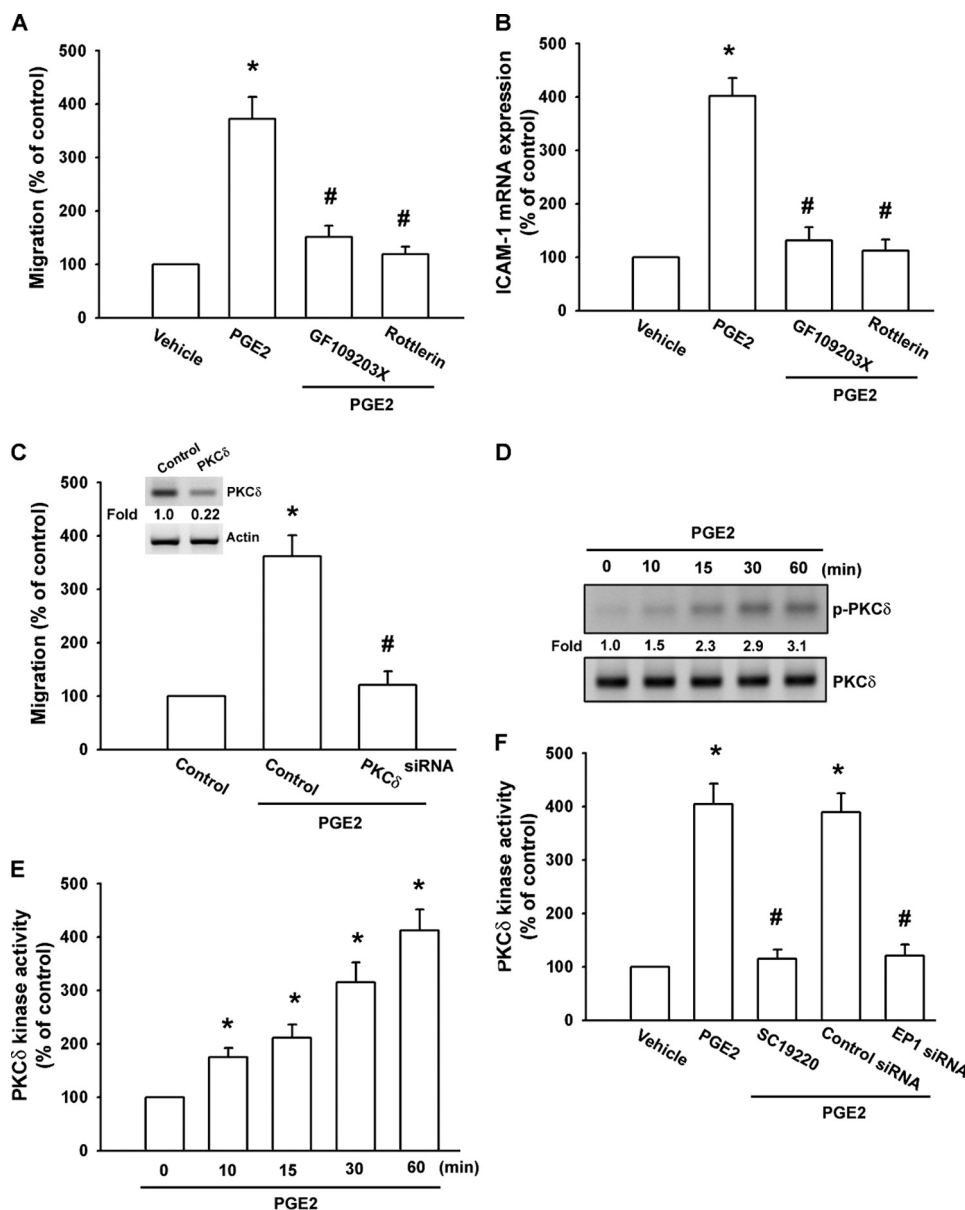 A
Migration (% of control)
500
400
300
200
150
100
50
0
*
#
#
Vehicle
PGE2
GF109203X
Rottlerin
PGE2
B
ICAM-1 mRNA expression
(% of control)
500
400
300
200
150
100
50
0
*
#
#
Vehicle
PGE2
GF109203X
Rottlerin
PGE2
C
Migration (% of control)
500
400
300
200
100
0
Control PKCδ
PKCδ
Fold 1.0 0.22
Actin
*
#
Control
Control
PKCδ
siRNA
PGE2
D
PGE2
0 10 15 30 60 (min)
p-PKCδ
Fold 1.0 1.5 2.3 2.9 3.1
PKCδ
E
PKCδ kinase activity
(% of control)
500
400
300
200
100
0
*
*
*
*
0 10 15 30 60 (min)
PGE2
F
PKCδ kinase activity
(% of control)
500
400
300
200
100
0
*
#
*
#
Vehicle
PGE2
SC19220
Control siRNA
EP1 siRNA
PGE2